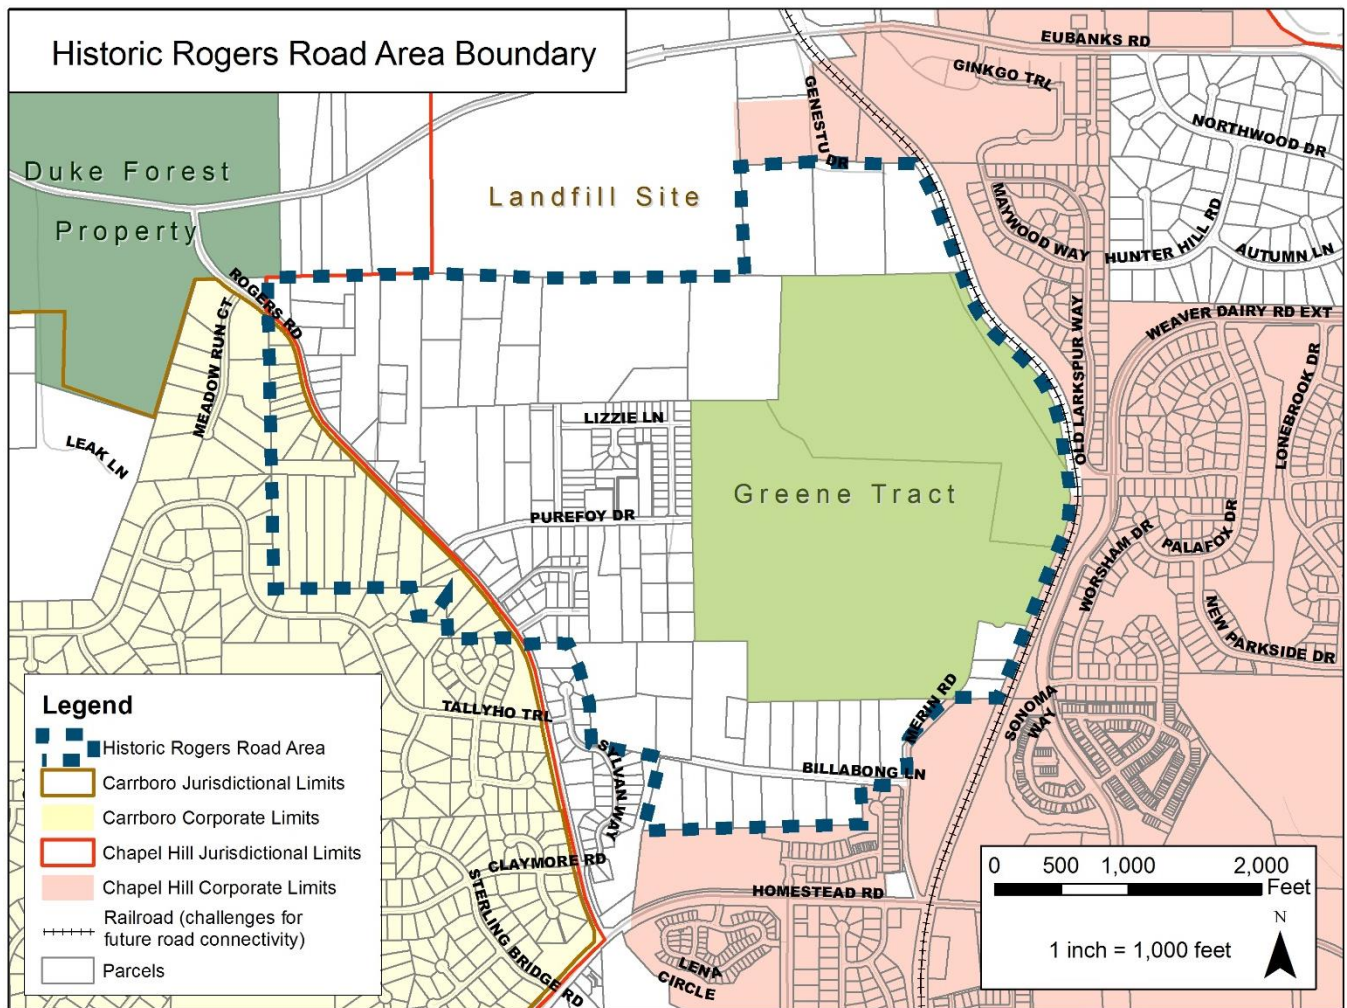 Historic Rogers Road Area Boundary
EUBANKS RD
GINKGO TRL
GENESTU DR
NORTHWOOD DR
Duke Forest
Property
Landfill Site
MAYWOOD WAY
HUNTER HILL RD
AUTUMN LN
ROGERS RD
MEADOW RUN CT
WEAVER DAIRY RD EXT
OLD LARKSPUR WAY
LONEBROOK DR
LEAK LN
LIZZIE LN
Greene Tract
PUREFOY DR
WORSHAM DR
PALAFOX DR
NEW PARKSIDE DR
MERIN RD
SONOMA
WAY
TALLYHO TRL
SYLVAN WAY
BILLABONG LN
CLAYMORE RD
STERLING BRIDGE RD
HOMESTEAD RD
LENA
CIRCLE
Legend
Historic Rogers Road Area
Carrboro Jurisdictional Limits
Carrboro Corporate Limits
Chapel Hill Jurisdictional Limits
Chapel Hill Corporate Limits
Railroad (challenges for
future road connectivity)
Parcels
0 500 1,000 2,000
Feet
N
1 inch = 1,000 feet